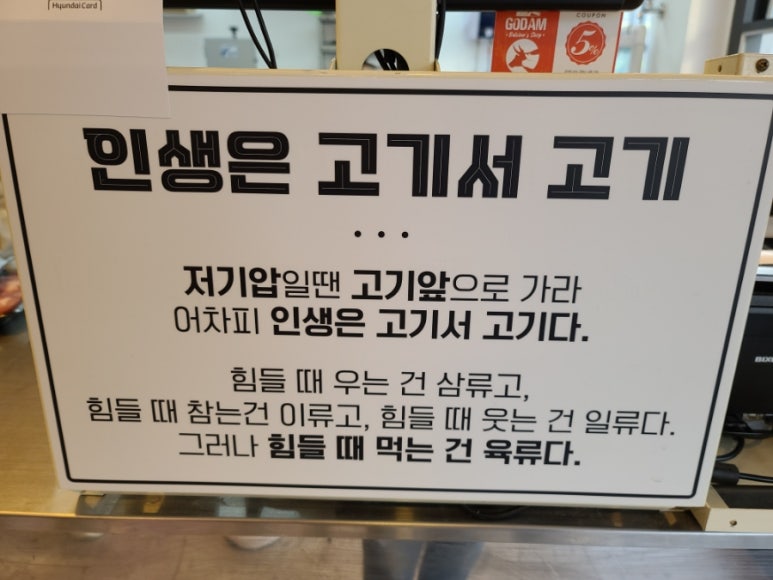 HyundaiCard
GODAM
COUPON
5%
인생은 고기서 고기
...
저기압일땐 고기앞으로 가라
어차피 인생은 고기서 고기다.
힘들 때 우는 건 삼류고,
힘들 때 참는건 이류고, 힘들 때 웃는 건 일류다.
그러나 힘들 때 먹는 건 육류다.